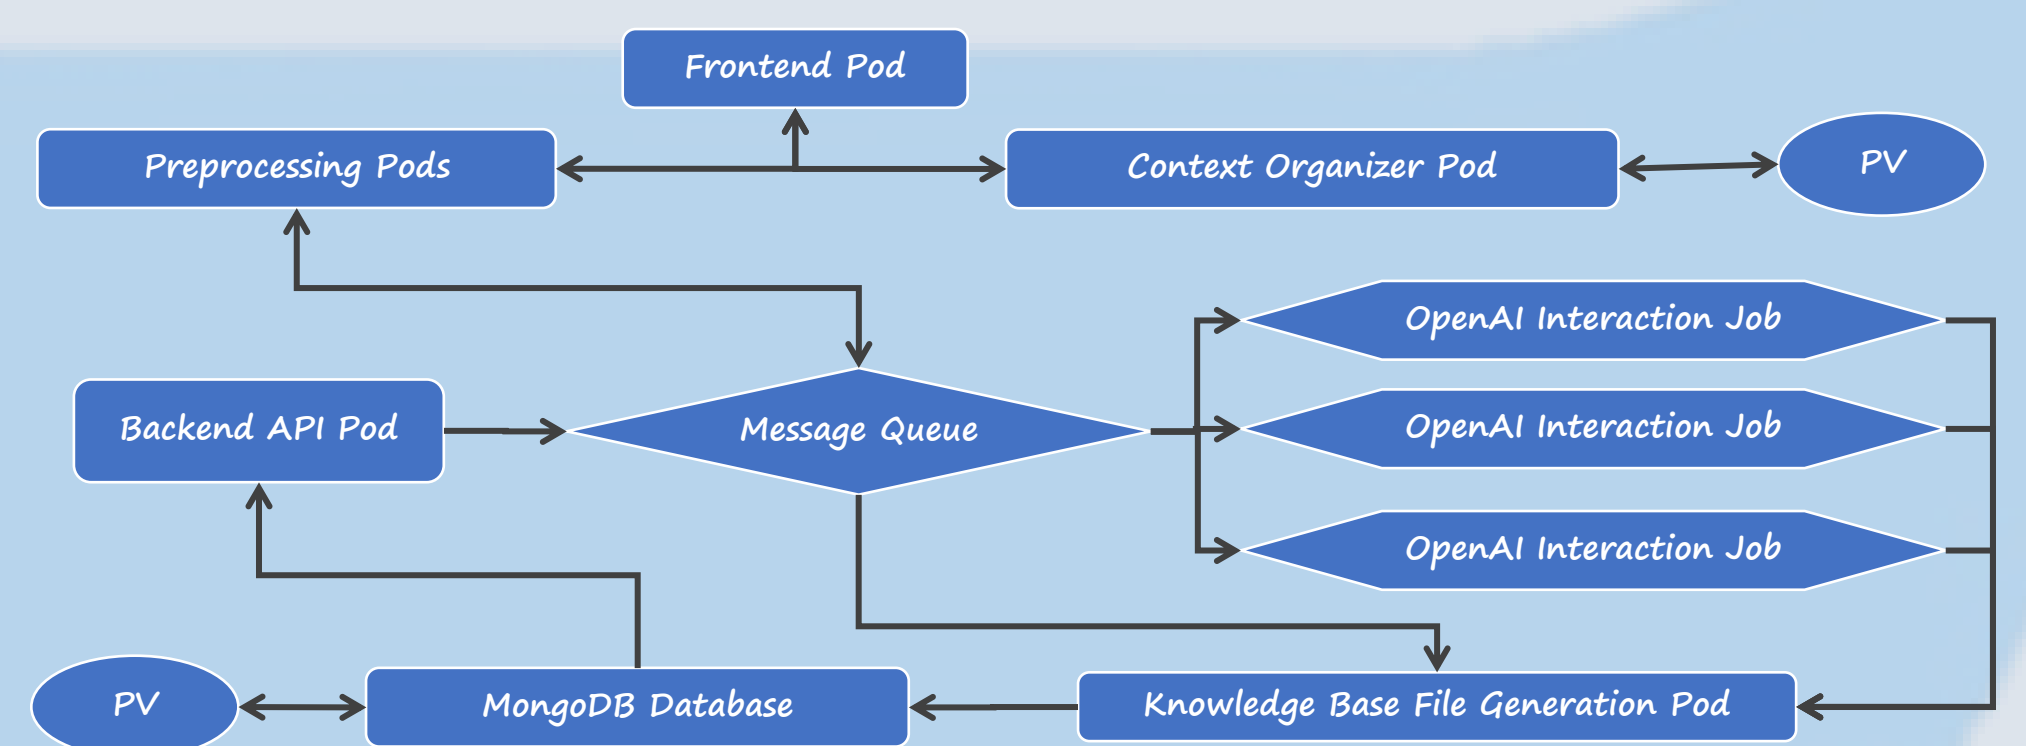 Frontend Pod
Preprocessing Pods
Context Organizer Pod
PV
OpenAI Interaction Job
Backend API Pod
Message Queue
OpenAI Interaction Job
OpenAI Interaction Job
PV
MongoDB Database
Knowledge Base File Generation Pod